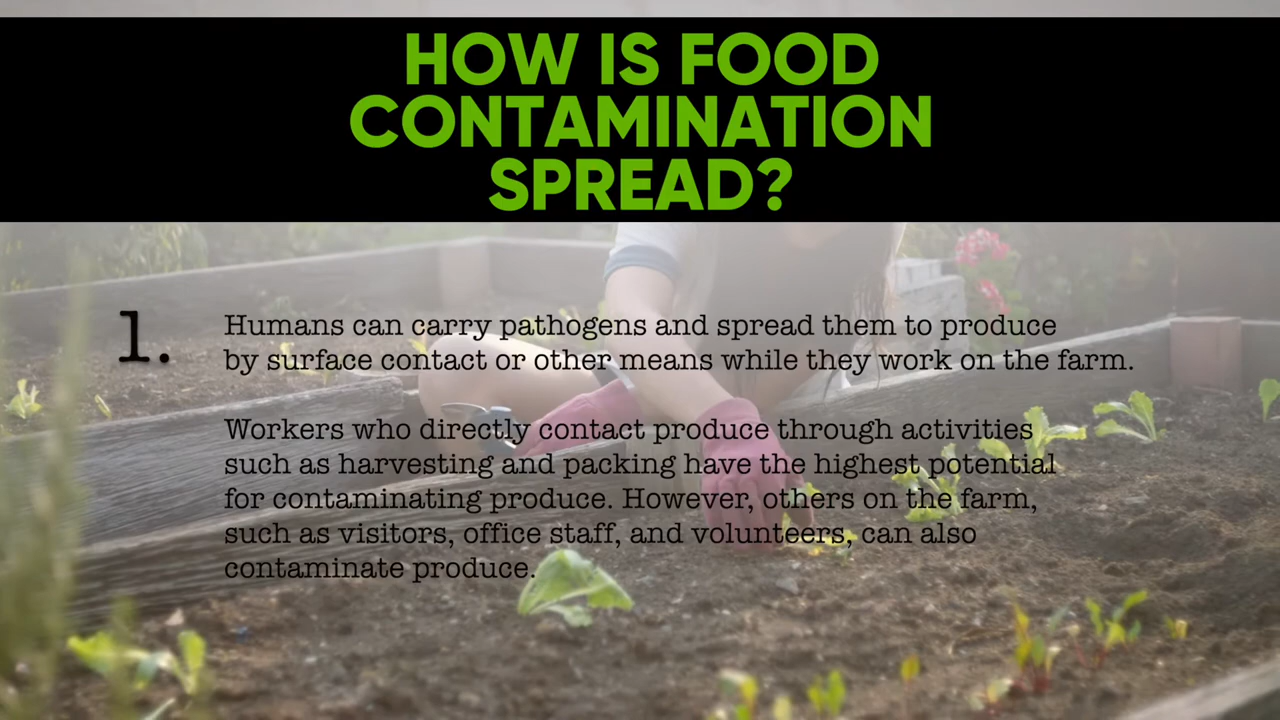 HOW IS FOOD
CONTAMINATION
SPREAD?
1. Humans can carry pathogens and spread them to produce
by surface contact or other means while they work on the farm.
Workers who directly contact produce through activities
such as harvesting and packing have the highest potential
for contaminating produce. However, others on the farm,
such as visitors, office staff, and volunteers, can also
contaminate produce.